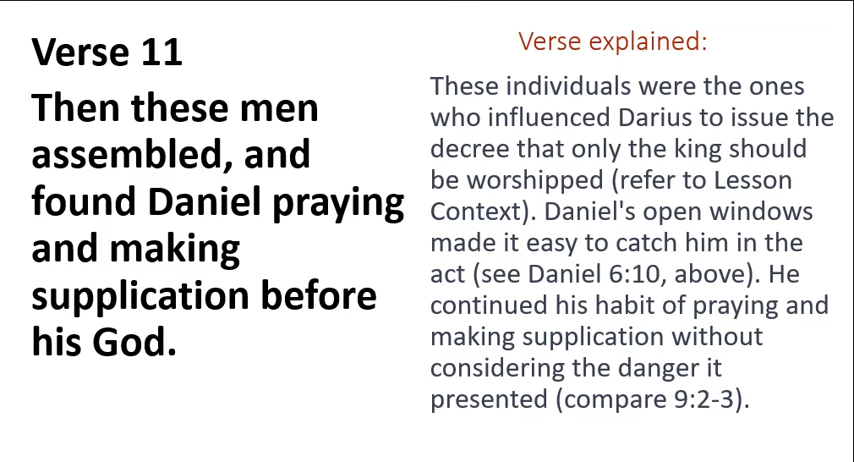 Verse 11
Then these men
assembled, and
found Daniel praying
and making
supplication before
his God.
Verse explained:
These individuals were the ones
who influenced Darius to issue the
decree that only the king should
be worshipped (refer to Lesson
Context). Daniel's open windows
made it easy to catch him in the
act (see Daniel 6:10, above). He
continued his habit of praying and
making supplication without
considering the danger it
presented (compare 9:2-3).